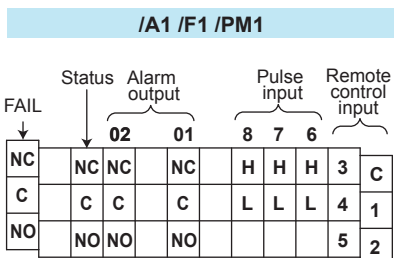 /A1 /F1 /PM1
FAIL Status Alarm output Pulse input Remote control input
02 01 8 7 6
NC NC NC NC H H H 3 C
C C C C L L L 4 1
NO NO NO NO 5 2